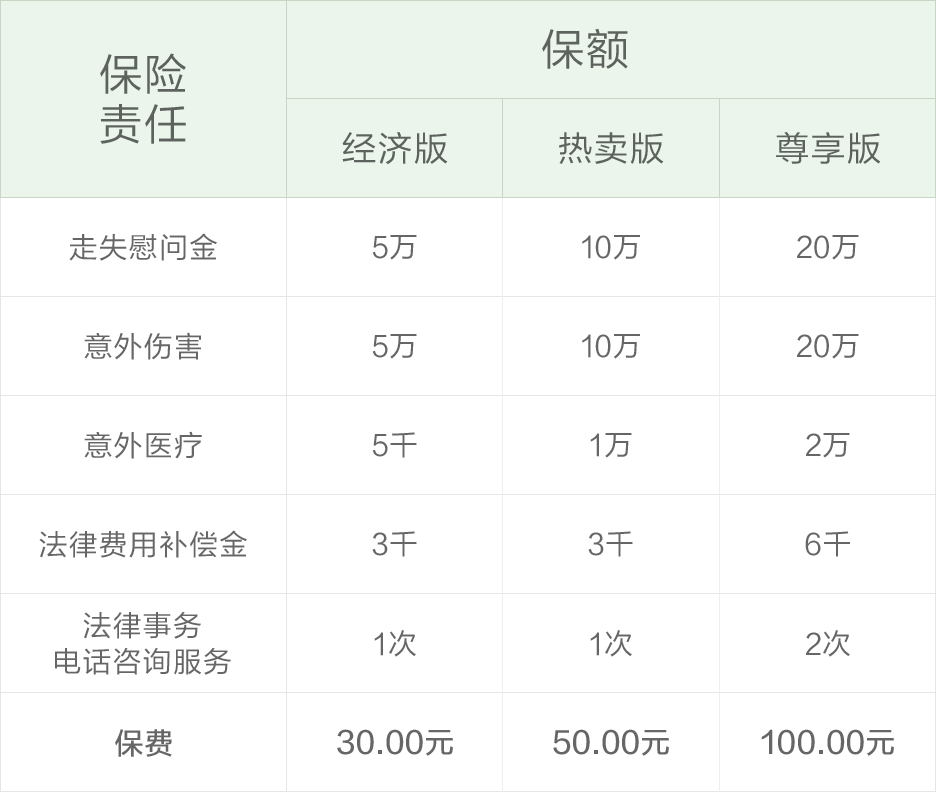 保险
责任
保额
经济版 热卖版 尊享版
走失慰问金 5万 10万 20万
意外伤害 5万 10万 20万
意外医疗 5千 1万 2万
法律费用补偿金 3千 3千 6千
法律事务
电话咨询服务 1次 1次 2次
保费 30.00元 50.00元 100.00元